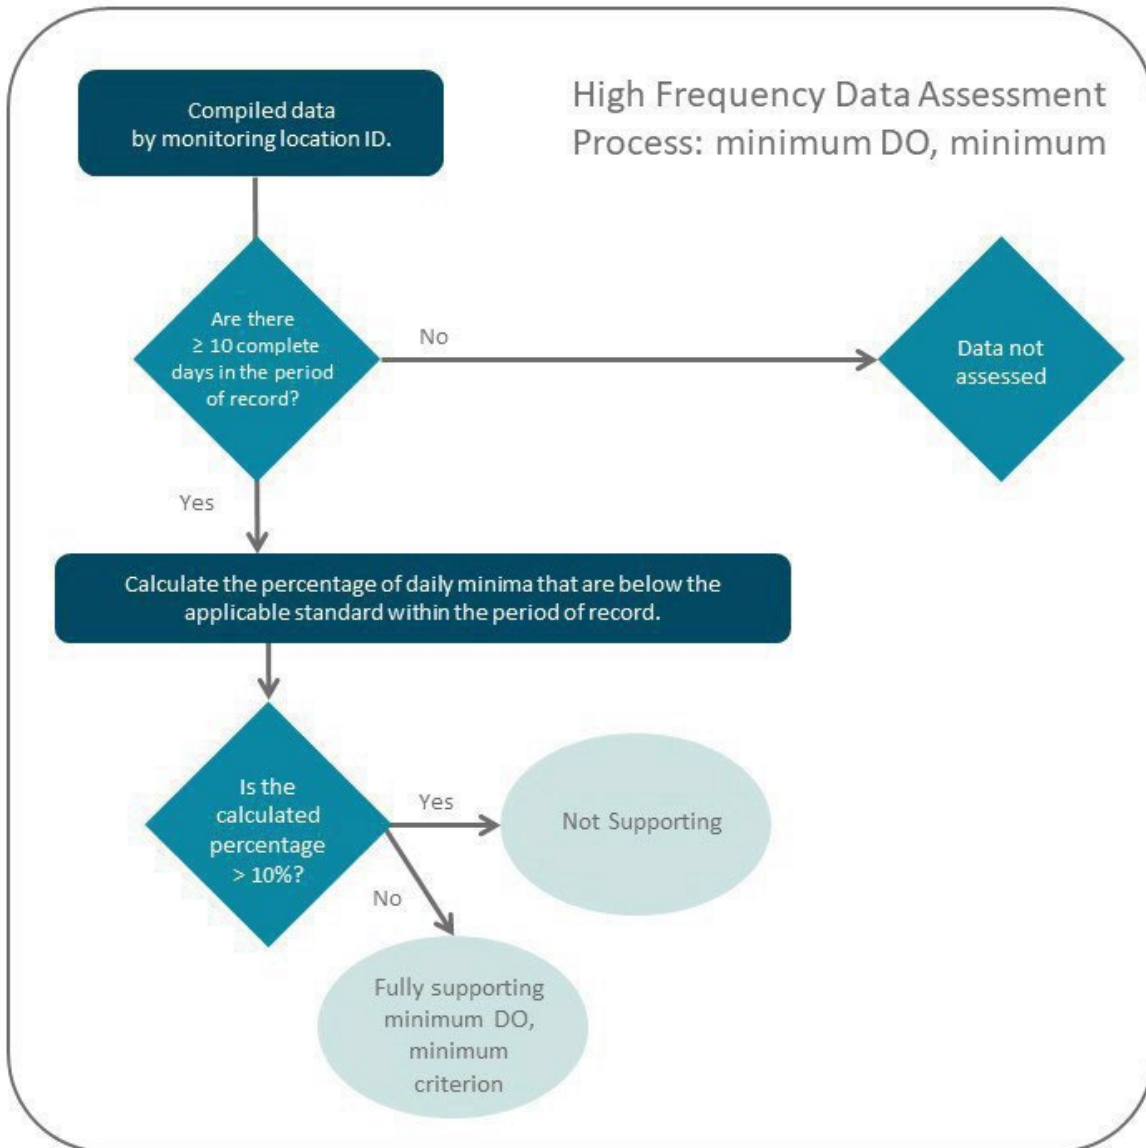 High Frequency Data Assessment
Process: minimum DO, minimum
Compiled data
by monitoring location ID.
Are there
≥ 10 complete
days in the period
of record?
No
Data not
assessed
Yes
Calculate the percentage of daily minima that are below the
applicable standard within the period of record.
Is the
calculated
percentage
> 10%?
Yes
Not Supporting
No
Fully supporting
minimum DO,
minimum
criterion